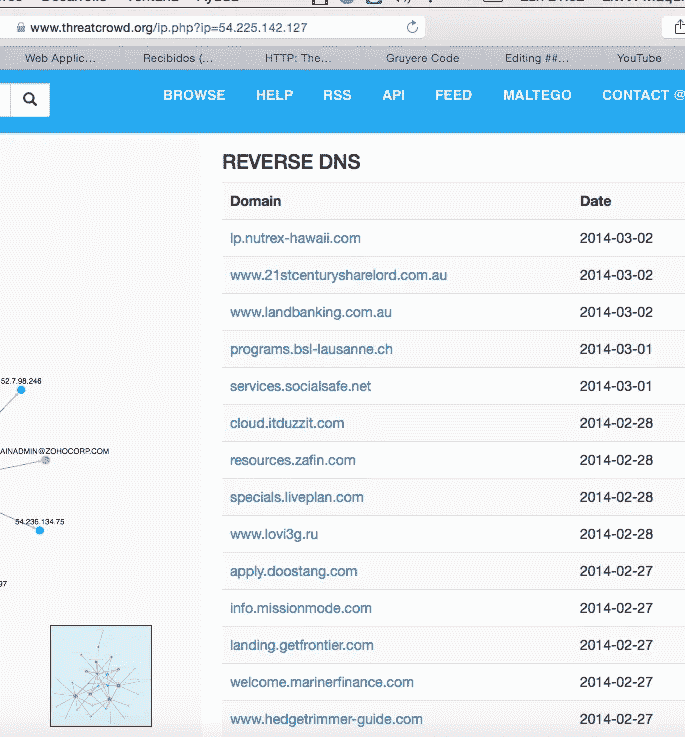 www.threatcrowd.org/ip.php?ip=54.225.142.127
Web Applic... Recibidos (... HTTP: The... Gruyere Code Editing ##... YouTube
BROWSE HELP RSS API FEED MALTEGO CONTACT @
REVERSE DNS
Domain Date
lp.nutrex-hawaii.com 2014-03-02
www.21stcenturysharelord.com.au 2014-03-02
www.landbanking.com.au 2014-03-02
programs.bsl-lausanne.ch 2014-03-01
services.socialsafe.net 2014-03-01
cloud.itduzzit.com 2014-02-28
resources.zafin.com 2014-02-28
specials.liveplan.com 2014-02-28
www.lovi3g.ru 2014-02-28
apply.doostang.com 2014-02-27
info.missionmode.com 2014-02-27
landing.getfrontier.com 2014-02-27
welcome.marinerfinance.com 2014-02-27
www.hedgetrimmer-guide.com 2014-02-27
52.7.98.246
AINADMIN@ZOHOCORP.COM
54.236.134.75
97